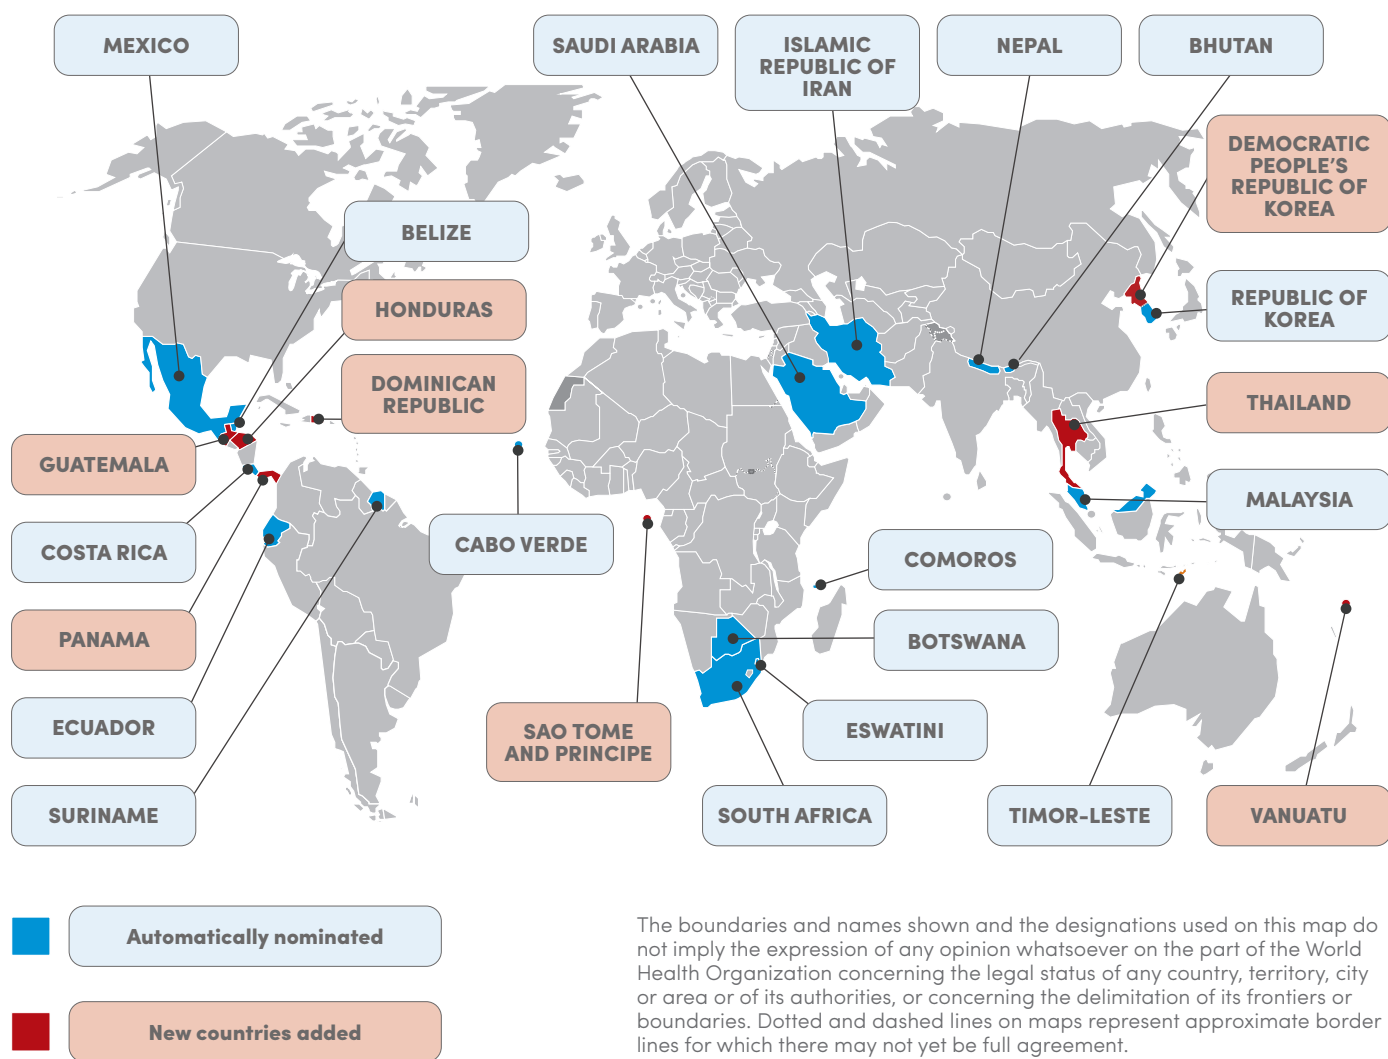 MEXICO
SAUDI ARABIA
ISLAMIC
REPUBLIC OF
IRAN
NEPAL
BHUTAN
DEMOCRATIC
PEOPLE'S
REPUBLIC OF
KOREA
BELIZE
HONDURAS
REPUBLIC OF
KOREA
DOMINICAN
REPUBLIC
THAILAND
GUATEMALA
MALAYSIA
COSTA RICA
CABO VERDE
COMOROS
PANAMA
BOTSWANA
ECUADOR
SAO TOME
AND PRINCIPE
ESWATINI
SURINAME
SOUTH AFRICA
TIMOR-LESTE
VANUATU
Automatically nominated
New countries added
The boundaries and names shown and the designations used on this map do
not imply the expression of any opinion whatsoever on the part of the World
Health Organization concerning the legal status of any country, territory, city
or area or of its authorities, or concerning the delimitation of its frontiers or
boundaries. Dotted and dashed lines on maps represent approximate border
lines for which there may not yet be full agreement.